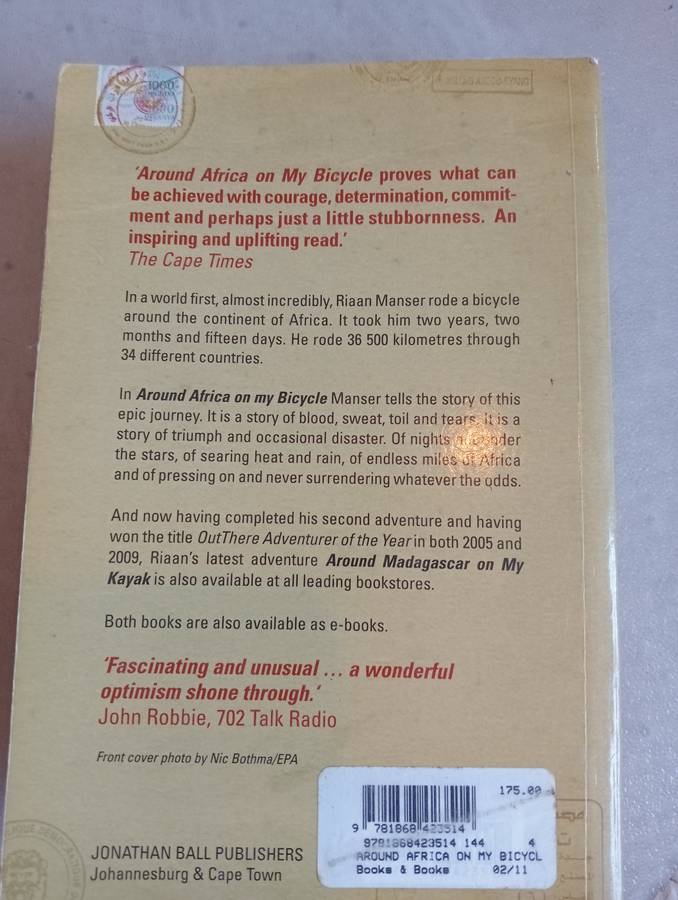 1000
'Around Africa on My Bicycle proves what can
be achieved with courage, determination, commit-
ment and perhaps just a little stubbornness. An
inspiring and uplifting read.'
The Cape Times
In a world first, almost incredibly, Riaan Manser rode a bicycle
around the continent of Africa. It took him two years, two
months and fifteen days. He rode 36 500 kilometres through
34 different countries.
In Around Africa on my Bicycle Manser tells the story of this
epic journey. It is a story of blood, sweat, toil and tears. It is a
story of triumph and occasional disaster. Of nights under
the stars, of searing heat and rain, of endless miles of Africa
and of pressing on and never surrendering whatever the odds.
And now having completed his second adventure and having
won the title OutThere Adventurer of the Year in both 2005 and
2009, Riaan's latest adventure Around Madagascar on My
Kayak is also available at all leading bookstores.
Both books are also available as e-books.
'Fascinating and unusual ... a wonderful
optimism shone through.'
John Robbie, 702 Talk Radio
Front cover photo by Nic Bothma/EPA
175.00
9 781868 423514
9781868423514 144 4
AROUND AFRICA ON MY BICYCL
Books & Books 02/11
JONATHAN BALL PUBLISHERS
Johannesburg & Cape Town